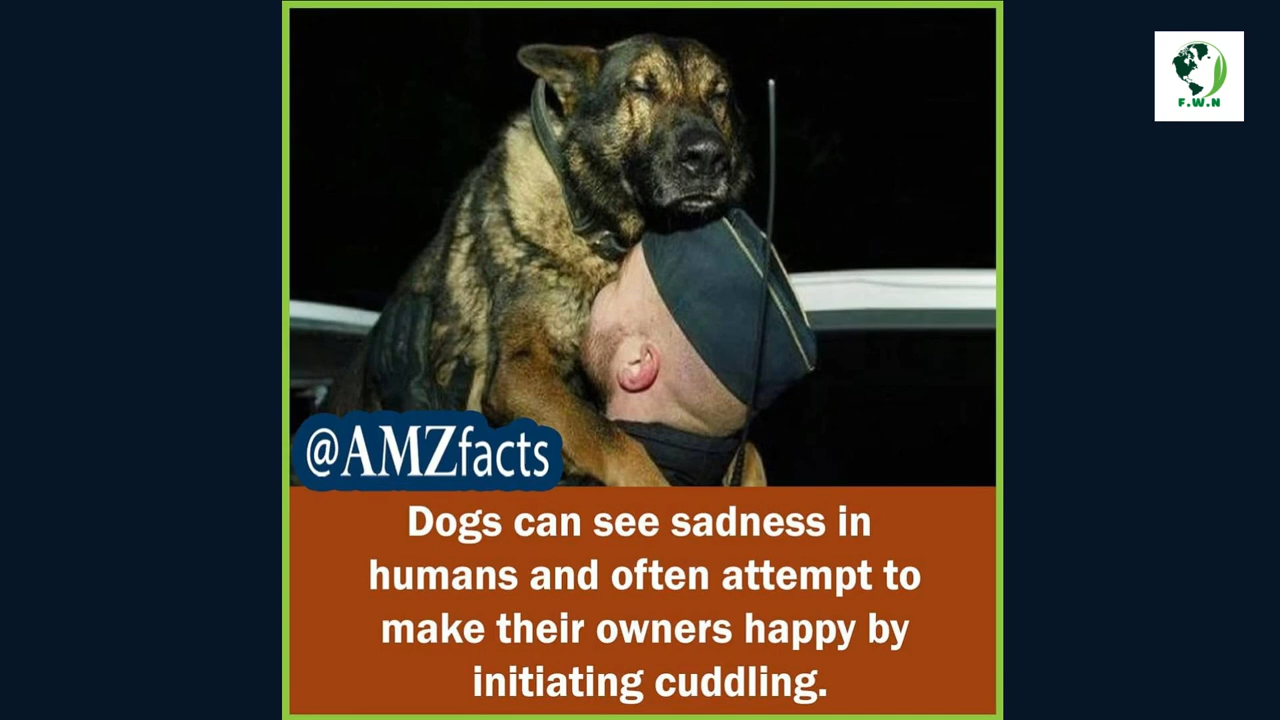 F.W.N
@AMZfacts
Dogs can see sadness in
humans and often attempt to
make their owners happy by
initiating cuddling.